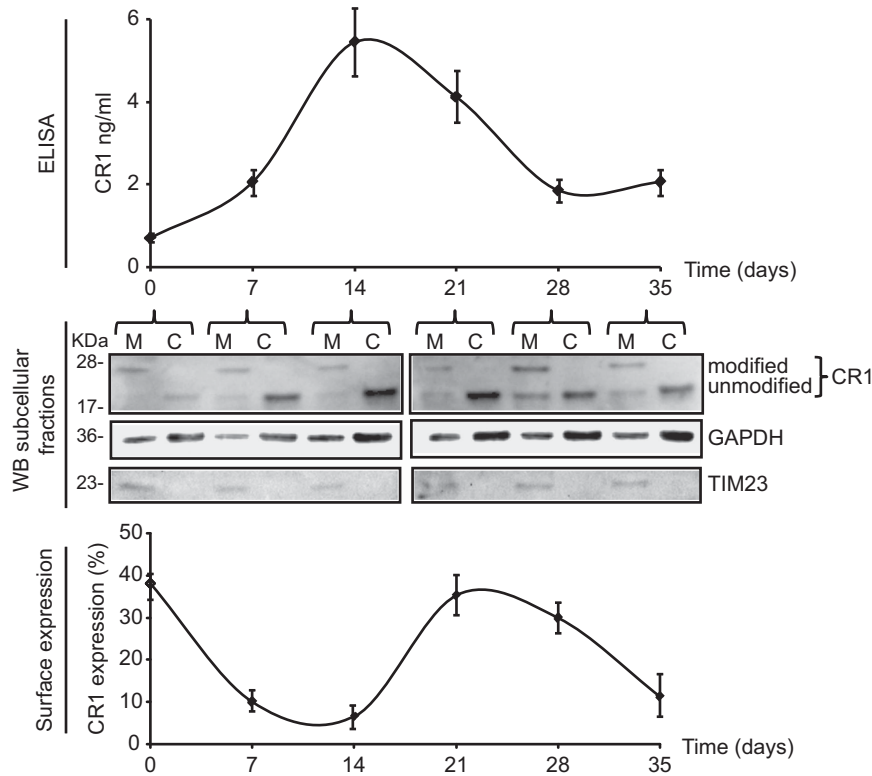 ELISA
CR1 ng/ml
6
4
2
0
0 7 14 21 28 35
Time (days)
WB subcellular fractions
KDa M C M C M C M C M C M C
28-
17-
modified
unmodified
CR1
36-
GAPDH
23-
TIM23
Surface expression
CR1 expression (%)
50
40
30
20
10
0
0 7 14 21 28 35
Time (days)